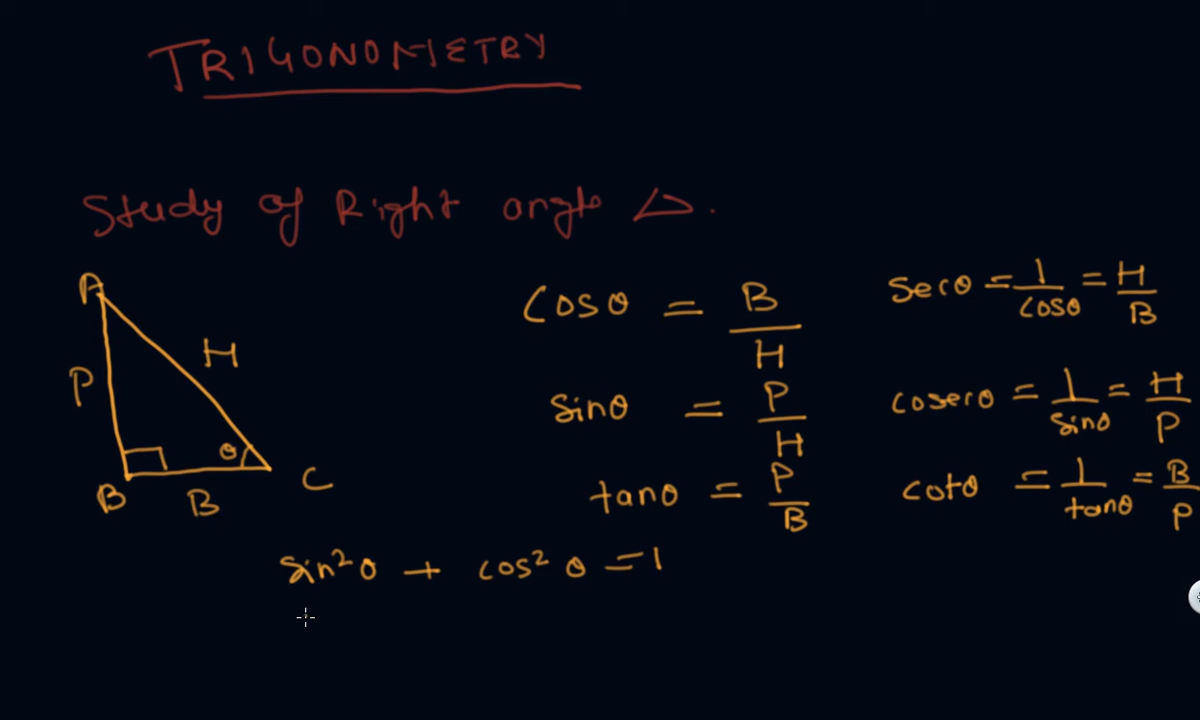 TRIGONOMETRY
Study of Right angle △.
A
H
P
θ
B
B
C
Cosθ = B/H
Sinθ = P/H
tanθ = P/B
Secθ = 1/cosθ = H/B
cosecθ = 1/sinθ = H/P
cotθ = 1/tanθ = B/P
Sin²θ + cos²θ = 1